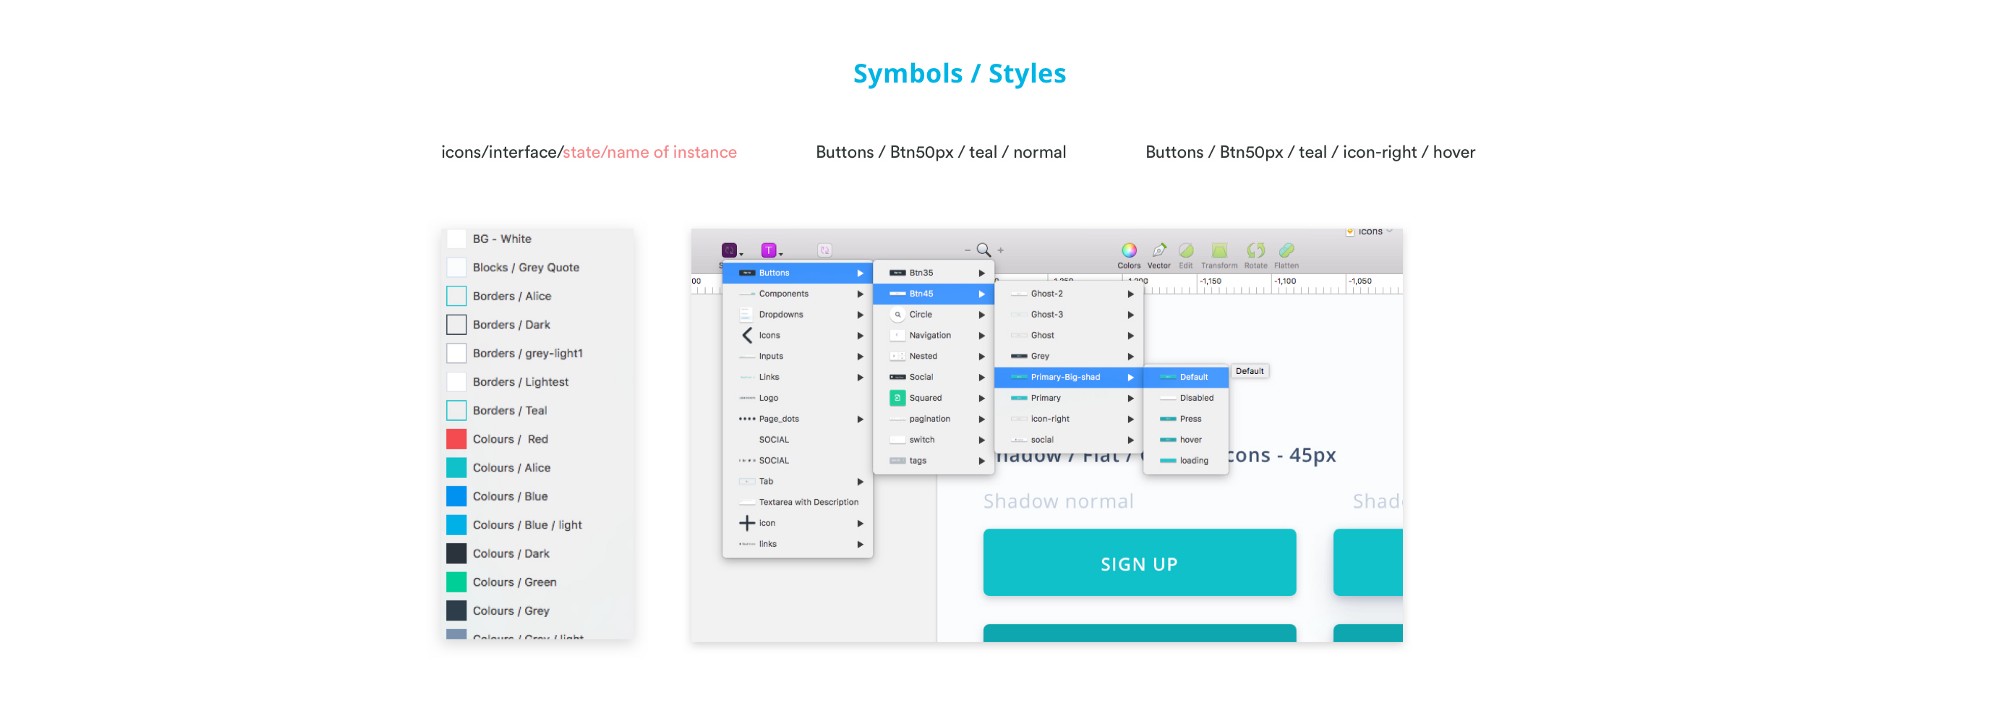 Symbols / Styles
icons/interface/state/name of instance
Buttons / Btn50px / teal / normal
Buttons / Btn50px / teal / icon-right / hover
BG - White
Blocks / Grey Quote
Borders / Alice
Borders / Dark
Borders / grey-light1
Borders / Lightest
Borders / Teal
Colours / Red
Colours / Alice
Colours / Blue
Colours / Blue / light
Colours / Dark
Colours / Green
Colours / Grey
Colours / Grey / light
icons
Colors
Vector
Edit
Transform
Rotate
Flatten
-1,150
-1,100
-1,050
Buttons
Components
Dropdowns
Icons
Inputs
Links
Logo
Page_dots
SOCIAL
SOCIAL
Tab
Textarea with Description
icon
links
Btn35
Btn45
Circle
Navigation
Nested
Social
Squared
pagination
switch
tags
Ghost-2
Ghost-3
Ghost
Grey
Primary-Big-shad
Primary
icon-right
social
Default
Disabled
Press
hover
loading
Default
Shadow / Flat / cons - 45px
Shadow normal
Shad
SIGN UP